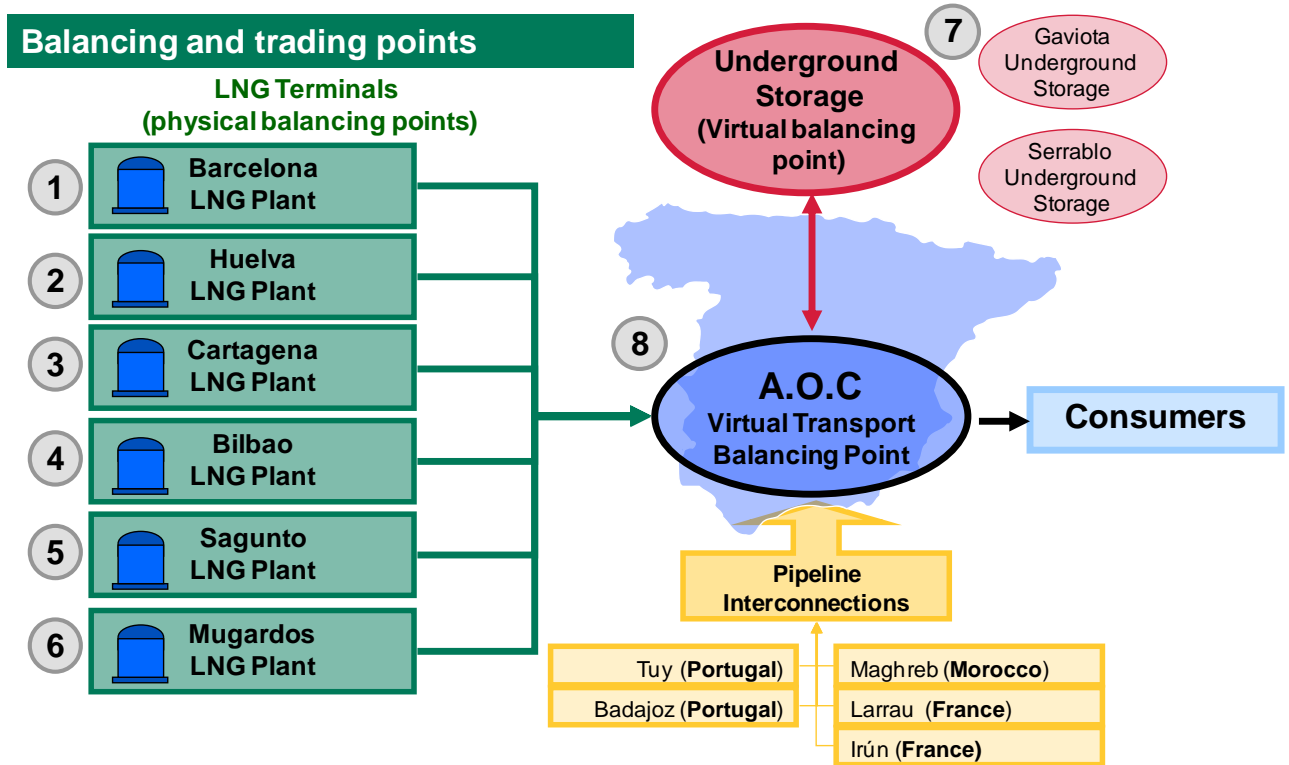 Balancing and trading points
LNG Terminals
(physical balancing points)
1
Barcelona
LNG Plant
2
Huelva
LNG Plant
3
Cartagena
LNG Plant
4
Bilbao
LNG Plant
5
Sagunto
LNG Plant
6
Mugardos
LNG Plant
Underground
Storage
(Virtual balancing
point)
7
Gaviota
Underground
Storage
Serrablo
Underground
Storage
8
A.O.C
Virtual Transport
Balancing Point
Consumers
Pipeline
Interconnections
Tuy (Portugal)
Badajoz (Portugal)
Maghreb (Morocco)
Larrau (France)
Irún (France)